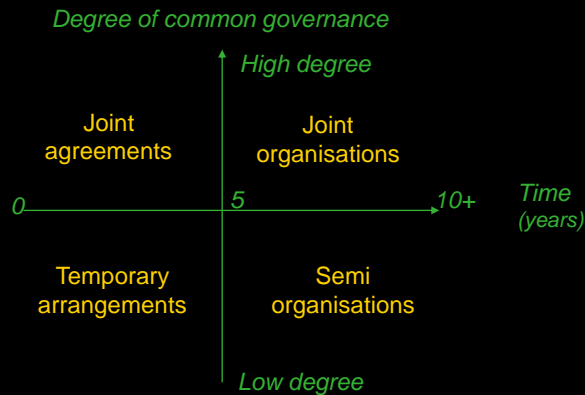 Degree of common governance
High degree
Joint
agreements
Joint
organisations
0
5
10+
Time
(years)
Temporary
arrangements
Semi
organisations
Low degree